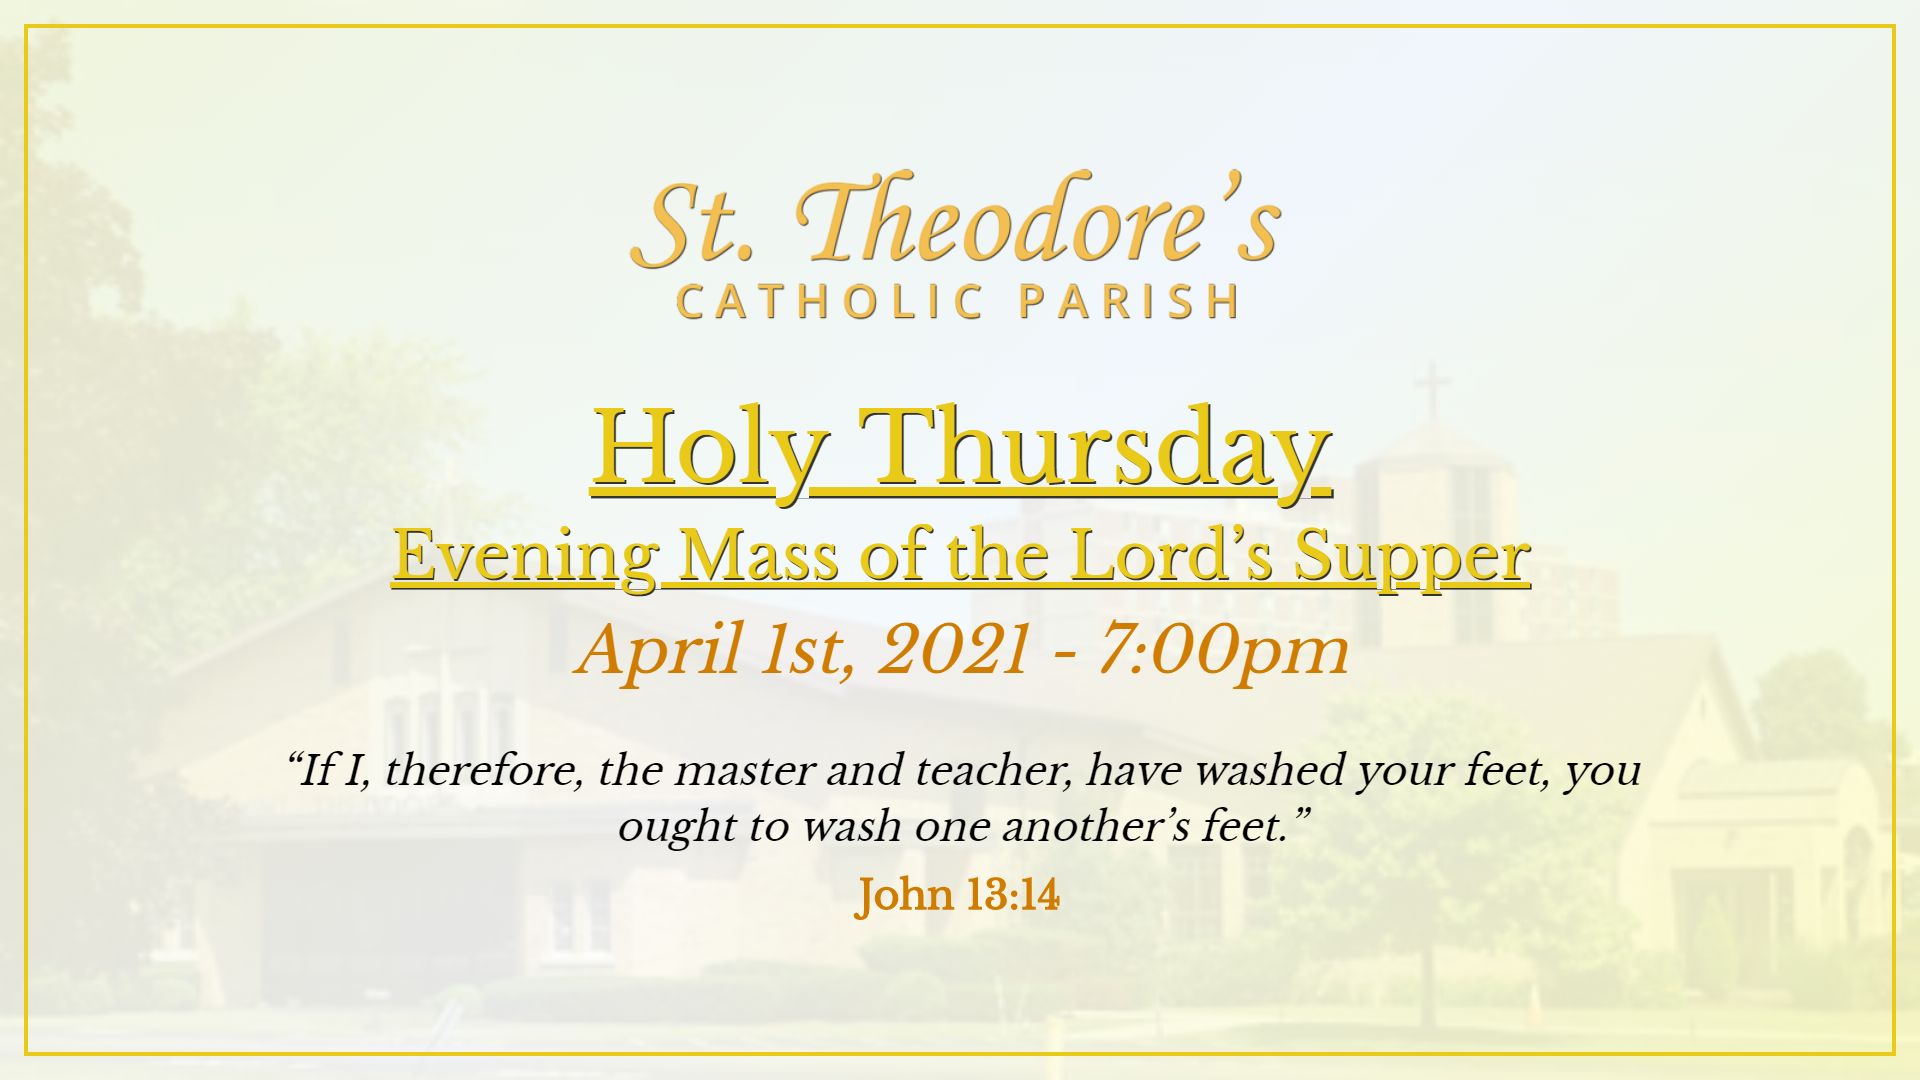 St. Theodore’s
CATHOLIC PARISH
Holy Thursday
Evening Mass of the Lord’s Supper
April 1st, 2021 - 7:00pm
“If I, therefore, the master and teacher, have washed your feet, you
ought to wash one another’s feet.”
John 13:14